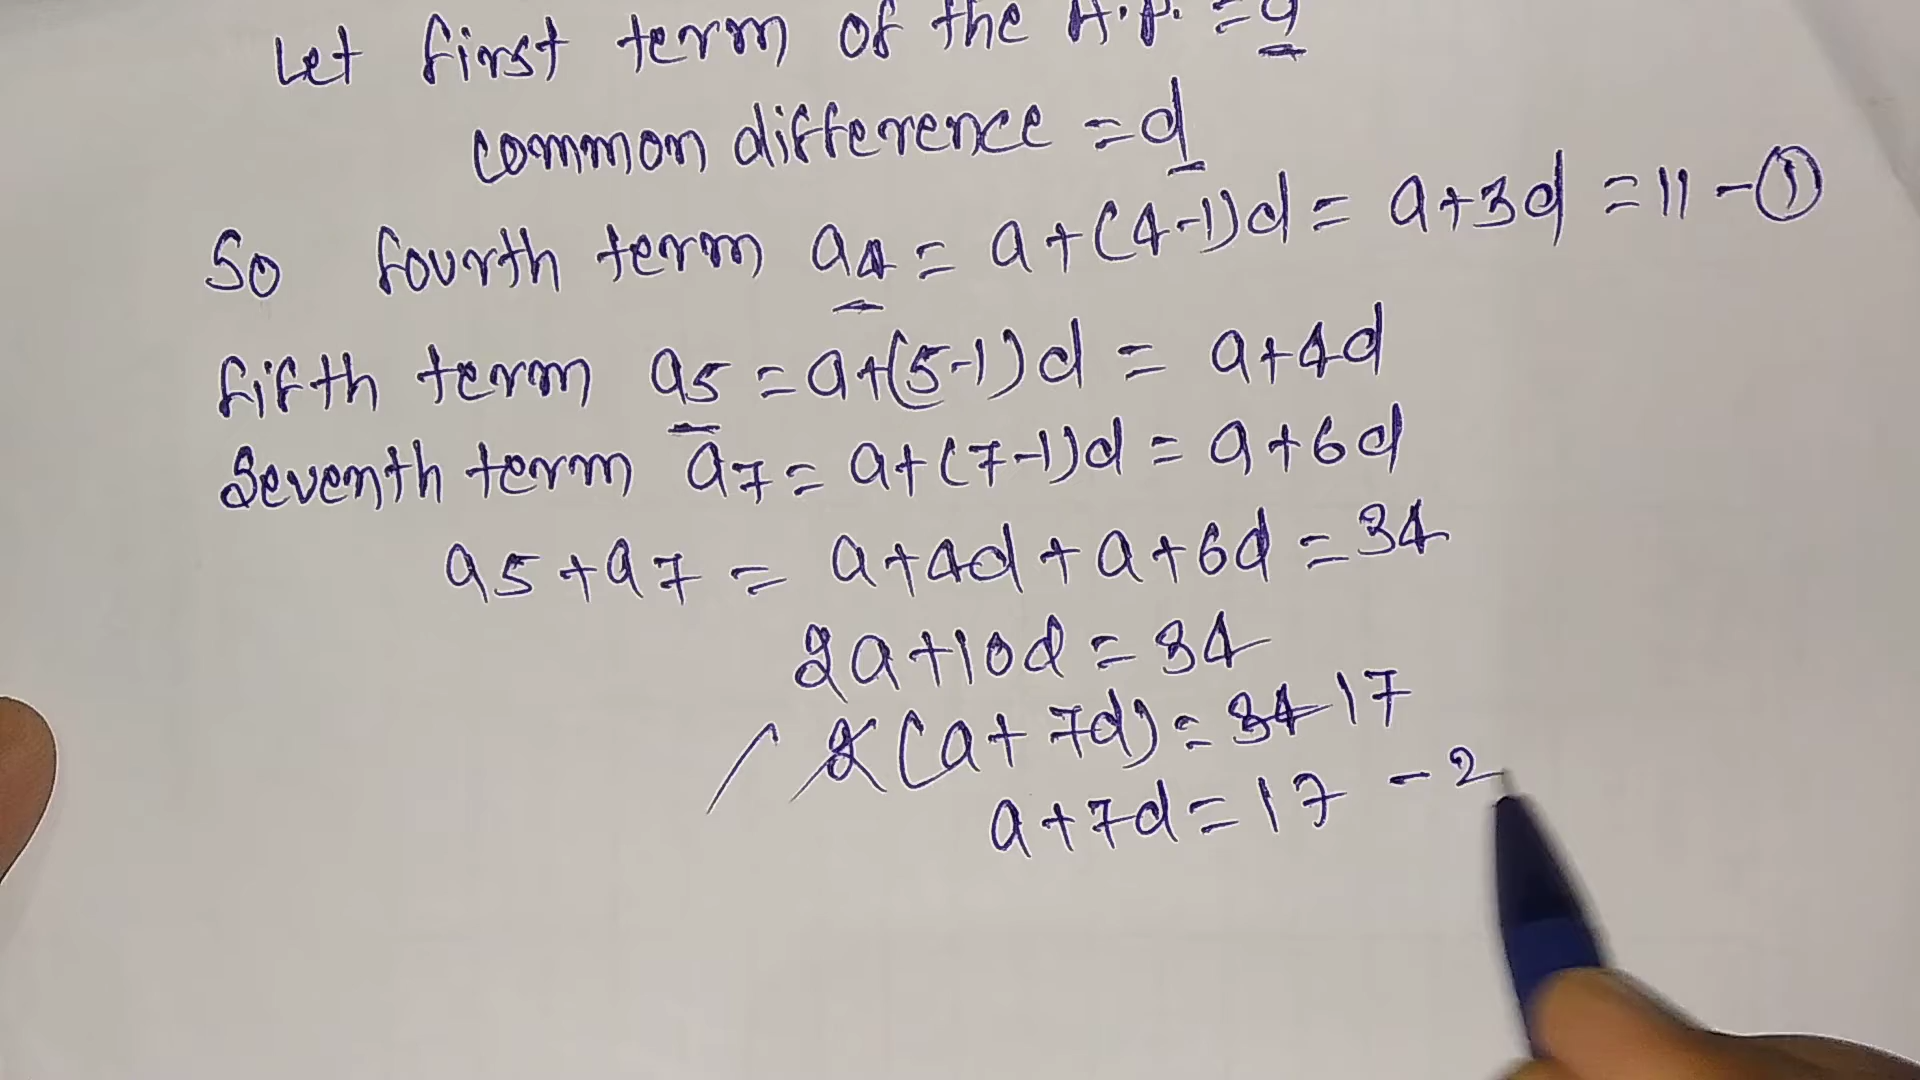 Let first term of the A.P. = a
common difference = d
So fourth term a4 = a+(4-1)d = a+3d = 11 - ①
fifth term a5 = a+(5-1)d = a+4d
Seventh term a7 = a+(7-1)d = a+6d
a5+a7 = a+4d+a+6d = 34
2a+10d = 34
2(a+7d) = 34 17
a+7d = 17 - 2